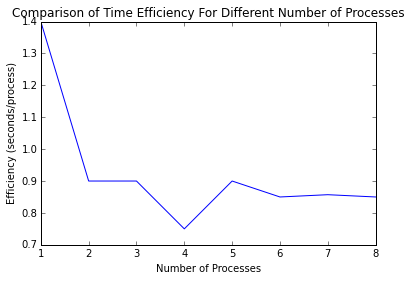 Comparison of Time Efficiency For Different Number of Processes
1.4
1.3
1.2
1.1
1.0
0.9
0.8
0.7
Efficiency (seconds/process)
1 2 3 4 5 6 7 8
Number of Processes